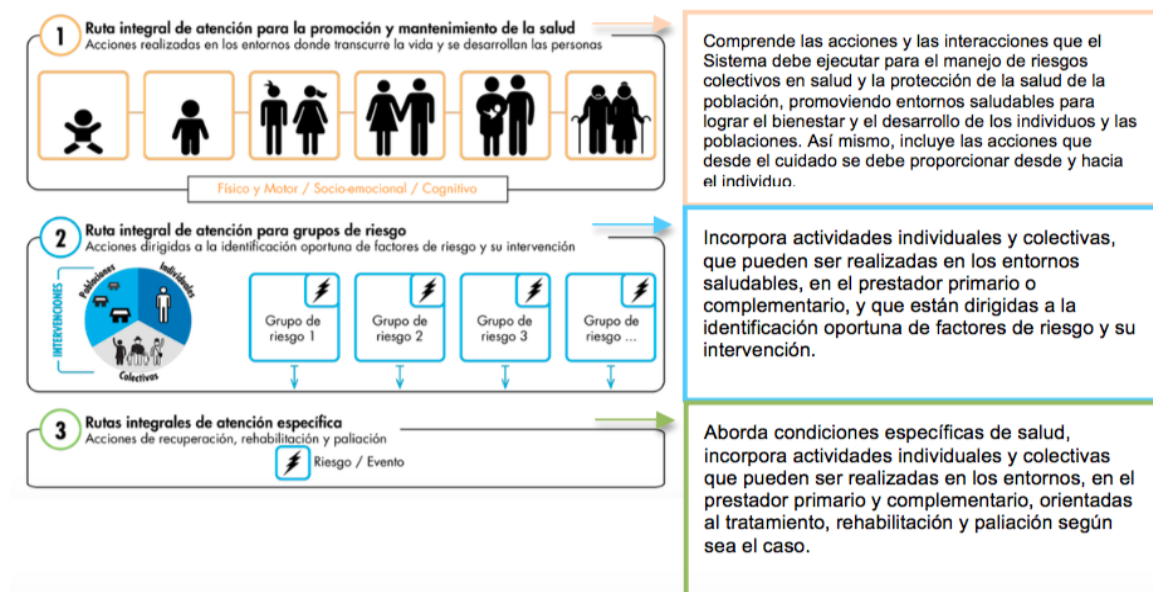 1
Ruta integral de atención para la promoción y mantenimiento de la salud
Acciones realizadas en los entornos donde transcurre la vida y se desarrollan las personas
Físico y Motor / Socio-emocional / Cognitivo
Comprende las acciones y las interacciones que el
Sistema debe ejecutar para el manejo de riesgos
colectivos en salud y la protección de la salud de la
población, promoviendo entornos saludables para
lograr el bienestar y el desarrollo de los individuos y las
poblaciones. Así mismo, incluye las acciones que
desde el cuidado se debe proporcionar desde y hacia
el individuo.
2
Ruta integral de atención para grupos de riesgo
Acciones dirigidas a la identificación oportuna de factores de riesgo y su intervención
INTERVENCIONES
Poblaciones
Individuales
Colectivas
Grupo de
riesgo 1
Grupo de
riesgo 2
Grupo de
riesgo 3
Grupo de
riesgo ...
Incorpora actividades individuales y colectivas,
que pueden ser realizadas en los entornos
saludables, en el prestador primario o
complementario, y que están dirigidas a la
identificación oportuna de factores de riesgo y su
intervención.
3
Rutas integrales de atención específica
Acciones de recuperación, rehabilitación y paliación
Riesgo / Evento
Aborda condiciones específicas de salud,
incorpora actividades individuales y colectivas
que pueden ser realizadas en los entornos, en el
prestador primario y complementario, orientadas
al tratamiento, rehabilitación y paliación según
sea el caso.